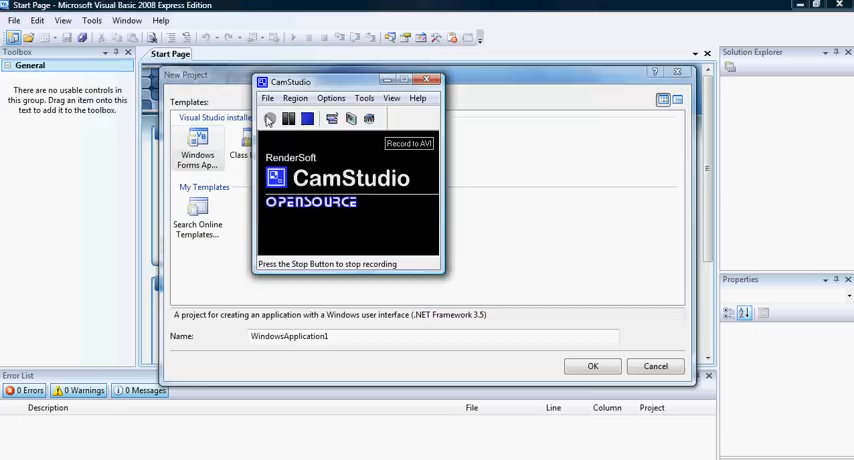 Start Page - Microsoft Visual Basic 2008 Express Edition
File Edit View Tools Window Help
Toolbox
General
There are no usable controls in
this group. Drag an item onto this
text to add it to the toolbox.
Start Page
New Project
Templates:
Visual Studio installe
Windows
Forms Ap...
Class
My Templates
Search Online
Templates...
A project for creating an application with a Windows user interface (.NET Framework 3.5)
Name: WindowsApplication1
OK Cancel
CamStudio
File Region Options Tools View Help
Record to AVI
RenderSoft
CamStudio
OPENSOURCE
Press the Stop Button to stop recording
Solution Explorer
Properties
Error List
0 Errors 0 Warnings 0 Messages
Description File Line Column Project